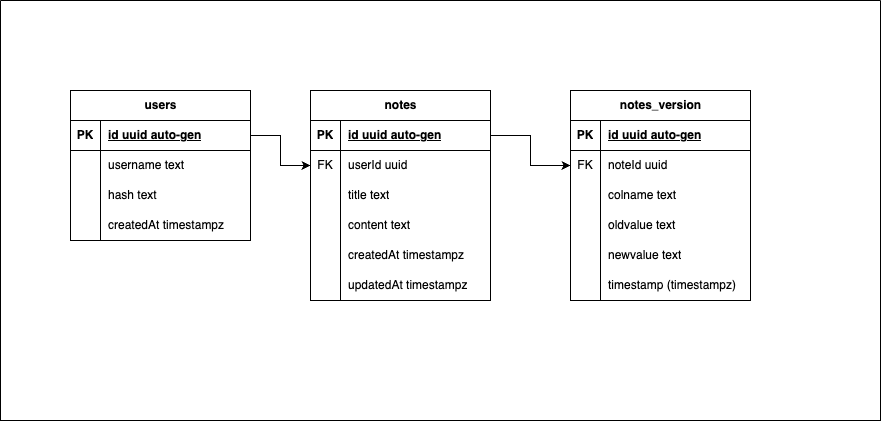 users
PK id uuid auto-gen
username text
hash text
createdAt timestampz
notes
PK id uuid auto-gen
FK userId uuid
title text
content text
createdAt timestampz
updatedAt timestampz
notes_version
PK id uuid auto-gen
FK noteId uuid
colname text
oldvalue text
newvalue text
timestamp (timestampz)